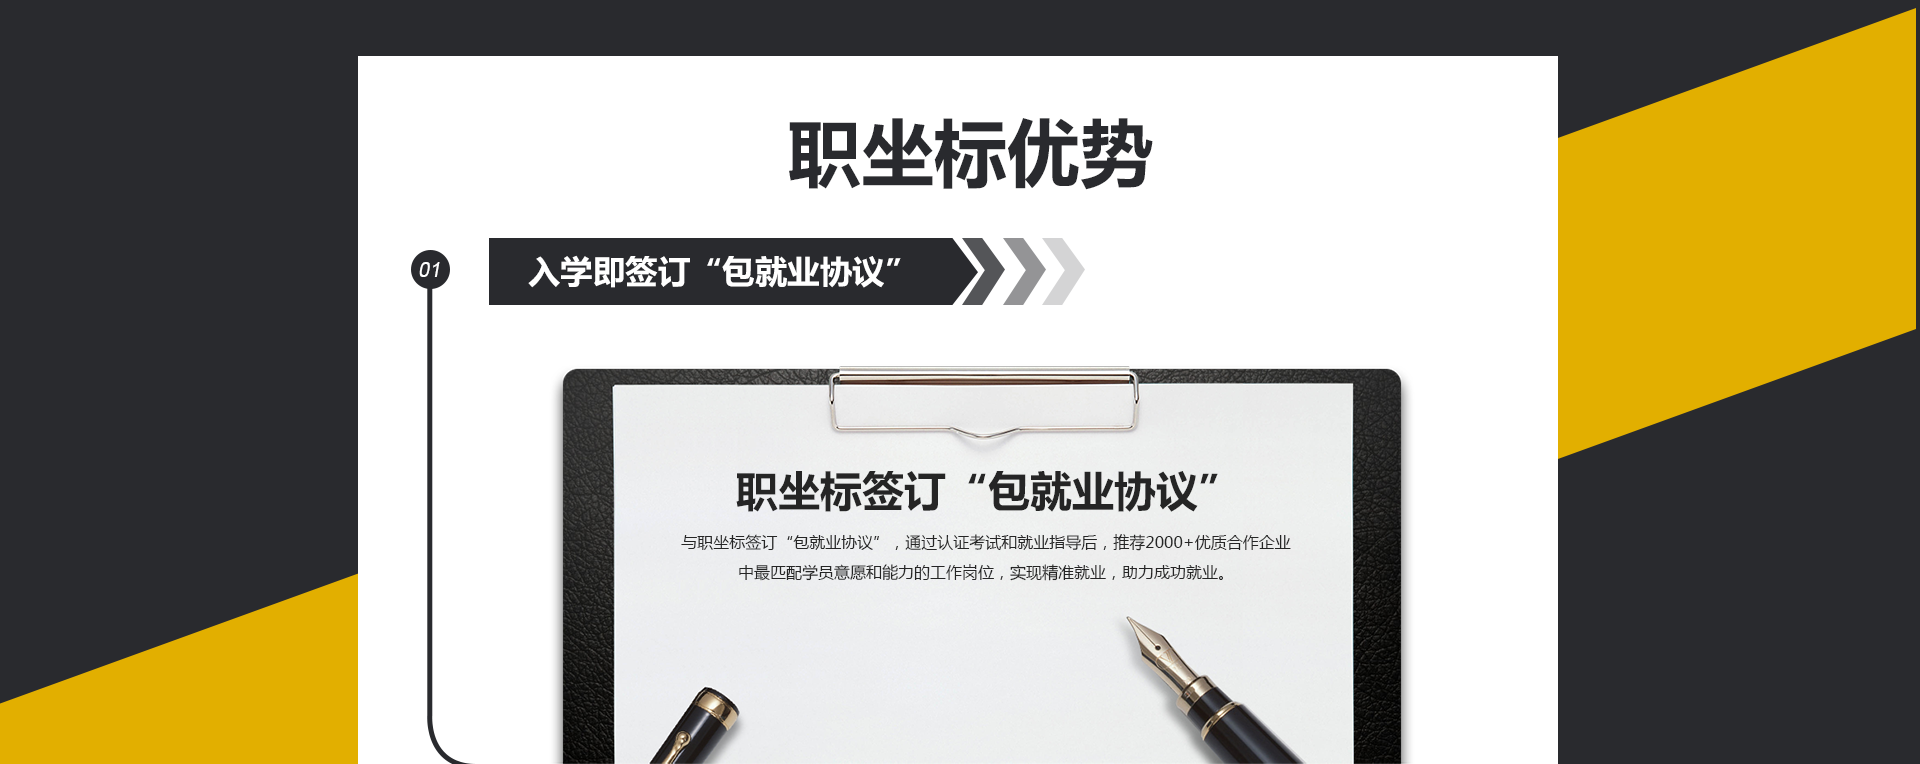 职坐标优势
01
入学即签订“包就业协议”
职坐标签订“包就业协议”
与职坐标签订“包就业协议”，通过认证考试和就业指导后，推荐2000+优质合作企业
中最匹配学员意愿和能力的工作岗位，实现精准就业，助力成功就业。